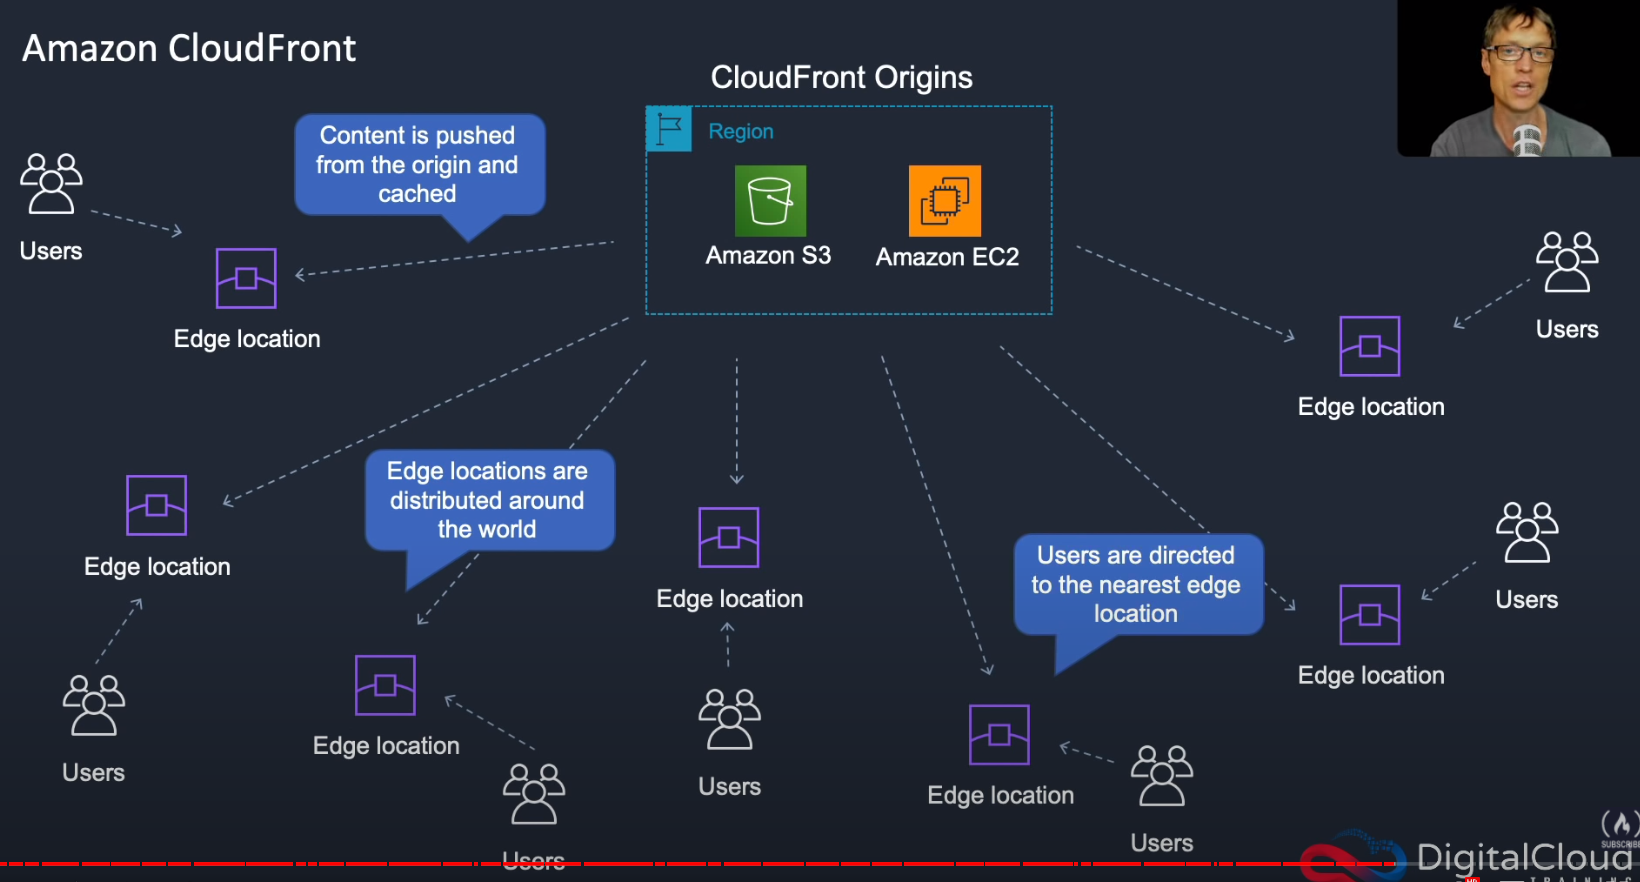 Amazon CloudFront
CloudFront Origins
Content is pushed
from the origin and
cached
Region
Amazon S3
Amazon EC2
Users
Edge location
Users
Edge location
Edge locations are
distributed around
the world
Edge location
Edge location
Users are directed
to the nearest edge
location
Users
Edge location
Edge location
Users
Users
Edge location
Users
Users
Users
SUBSCRIBE
DigitalCloud
TRAINING